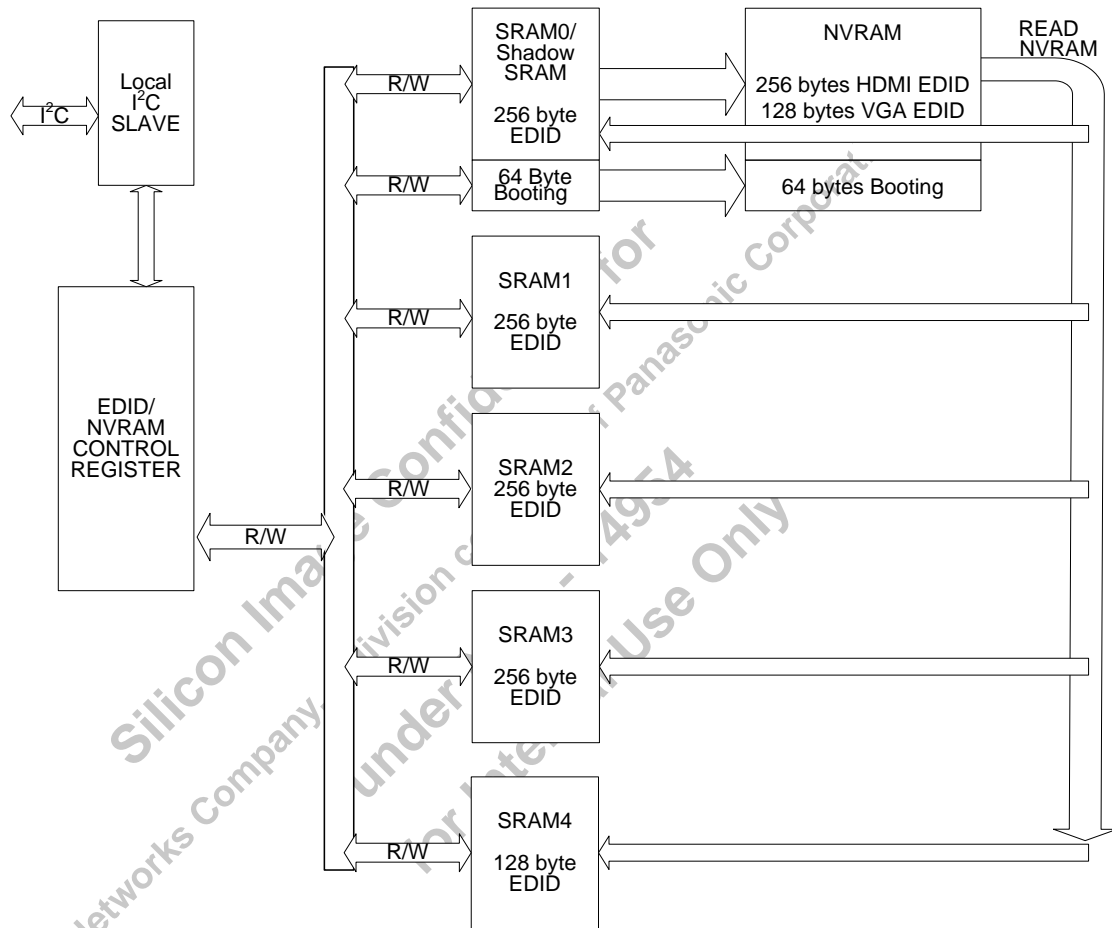 SRAM0/
Shadow
SRAM
256 byte
EDID
64 Byte
Booting
NVRAM
256 bytes HDMI EDID
128 bytes VGA EDID
64 bytes Booting
READ
NVRAM
Local
I²C
SLAVE
I²C
R/W
R/W
SRAM1
256 byte
EDID
R/W
EDID/
NVRAM
CONTROL
REGISTER
R/W
SRAM2
256 byte
EDID
R/W
SRAM3
256 byte
EDID
R/W
SRAM4
128 byte
EDID
R/W
Silicon Image Confidential for
Networks Company, division of Panasonic Corporat
under - 14954
for Internal Use Only